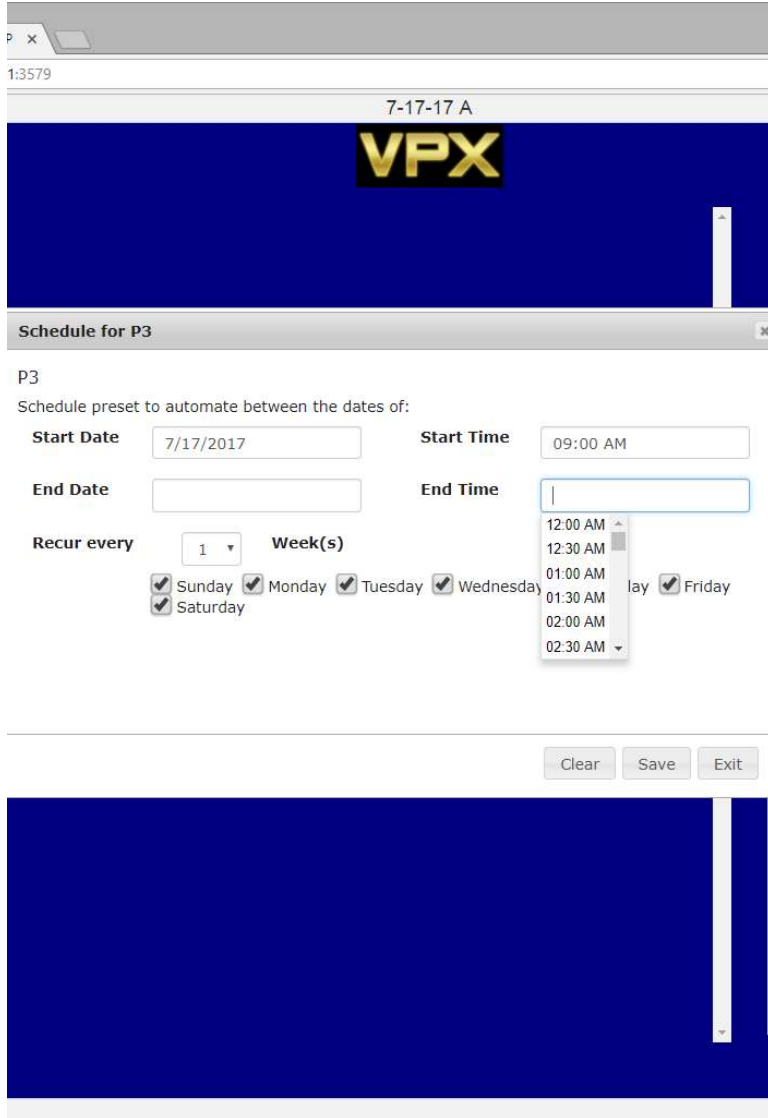 P ×
1:3579
7-17-17 A
VPX
Schedule for P3
P3
Schedule preset to automate between the dates of:
Start Date 7/17/2017 Start Time 09:00 AM
End Date End Time
12:00 AM
Recur every 1 Week(s) 12:30 AM
01:00 AM
Sunday Monday Tuesday Wednesday lay Friday
01:30 AM
Saturday
02:00 AM
02:30 AM
Clear Save Exit